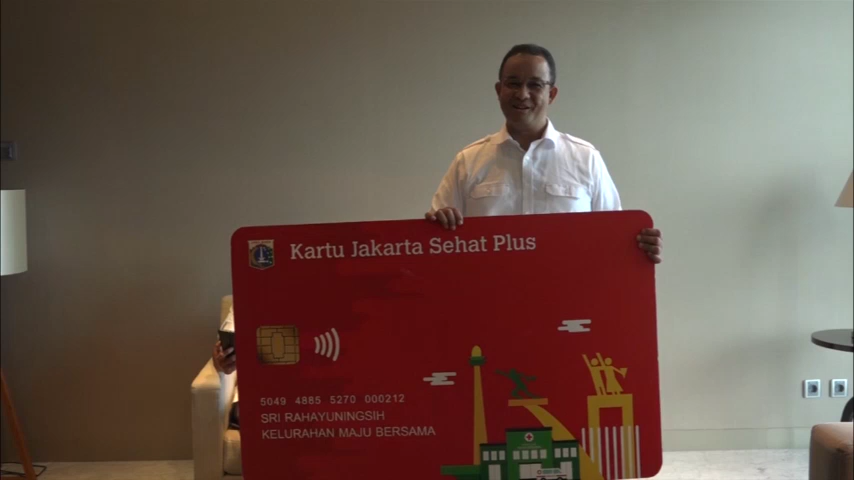 Kartu Jakarta Sehat Plus
5049 4885 5270 000212
SRI RAHAYUNINGSIH
KELURAHAN MAJU BERSAMA